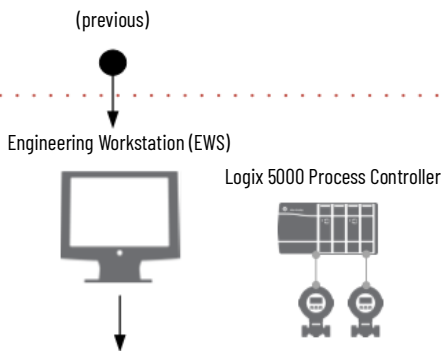 (previous)
Engineering Workstation (EWS)
Logix 5000 Process Controller